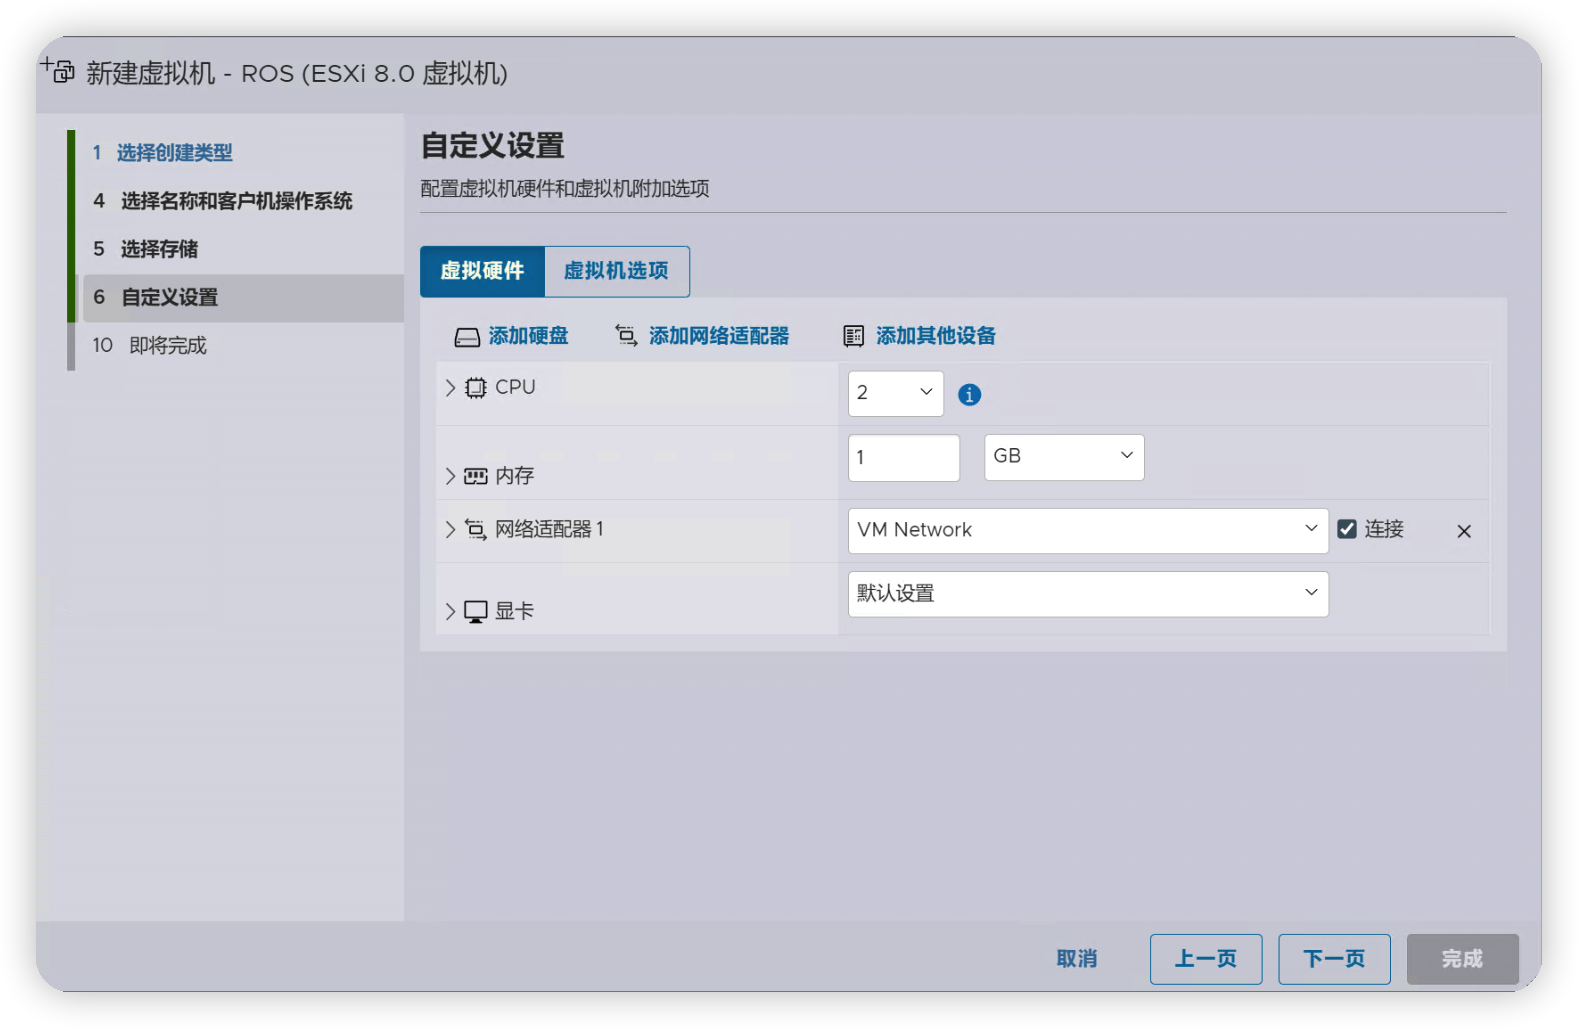 新建虚拟机 - ROS (ESXi 8.0 虚拟机)
1 选择创建类型
4 选择名称和客户机操作系统
5 选择存储
6 自定义设置
10 即将完成
自定义设置
配置虚拟机硬件和虚拟机附加选项
虚拟硬件 虚拟机选项
添加硬盘 添加网络适配器 添加其他设备
CPU 2
内存 1 GB
网络适配器 1 VM Network 连接
显卡 默认设置
取消 上一页 下一页 完成